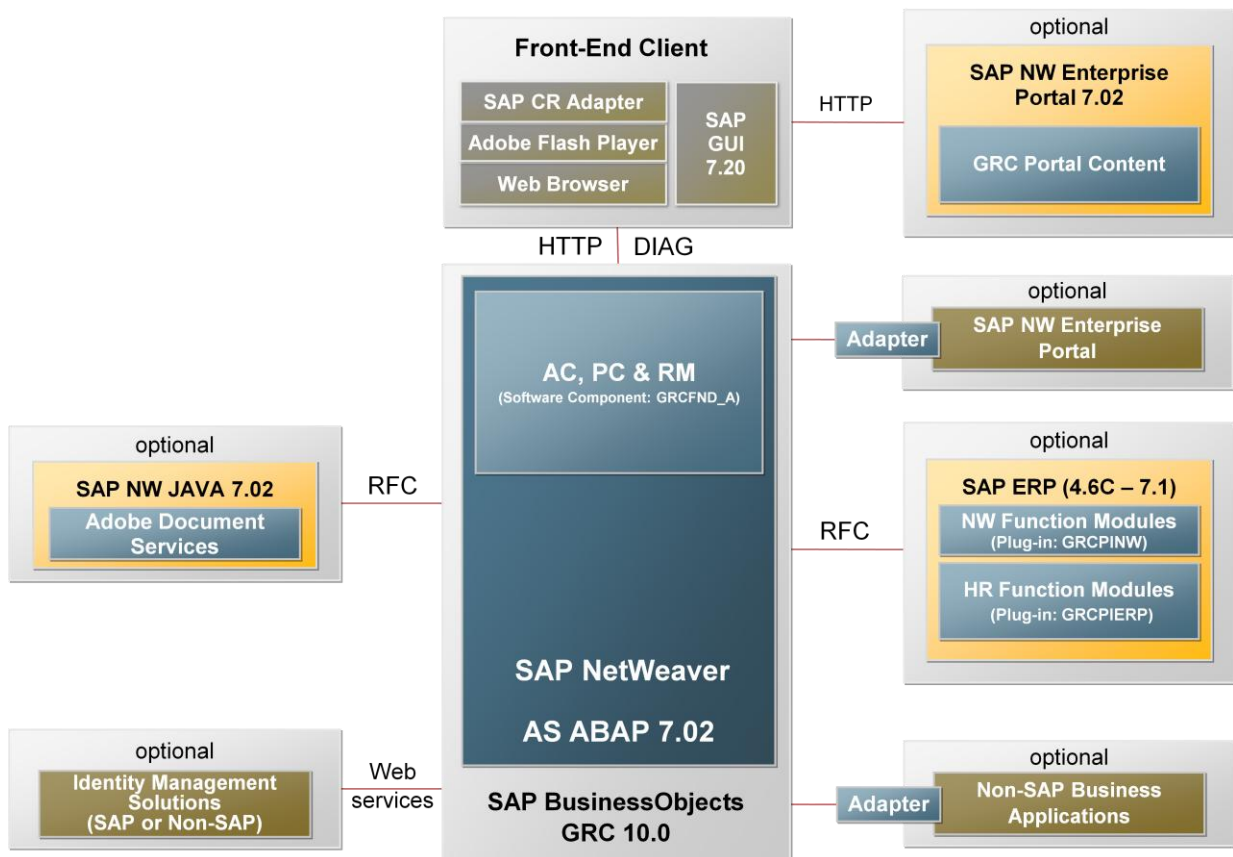 Front-End Client
SAP CR Adapter
Adobe Flash Player
Web Browser
SAP
GUI
7.20
HTTP
optional
SAP NW Enterprise
Portal 7.02
GRC Portal Content
HTTP
DIAG
AC, PC & RM
(Software Component: GRCFND_A)
SAP NetWeaver
AS ABAP 7.02
SAP BusinessObjects
GRC 10.0
optional
Adapter
SAP NW Enterprise
Portal
optional
SAP NW JAVA 7.02
Adobe Document
Services
RFC
RFC
optional
SAP ERP (4.6C – 7.1)
NW Function Modules
(Plug-in: GRCPINW)
HR Function Modules
(Plug-in: GRCPIERP)
optional
Identity Management
Solutions
(SAP or Non-SAP)
Web
services
Adapter
optional
Non-SAP Business
Applications